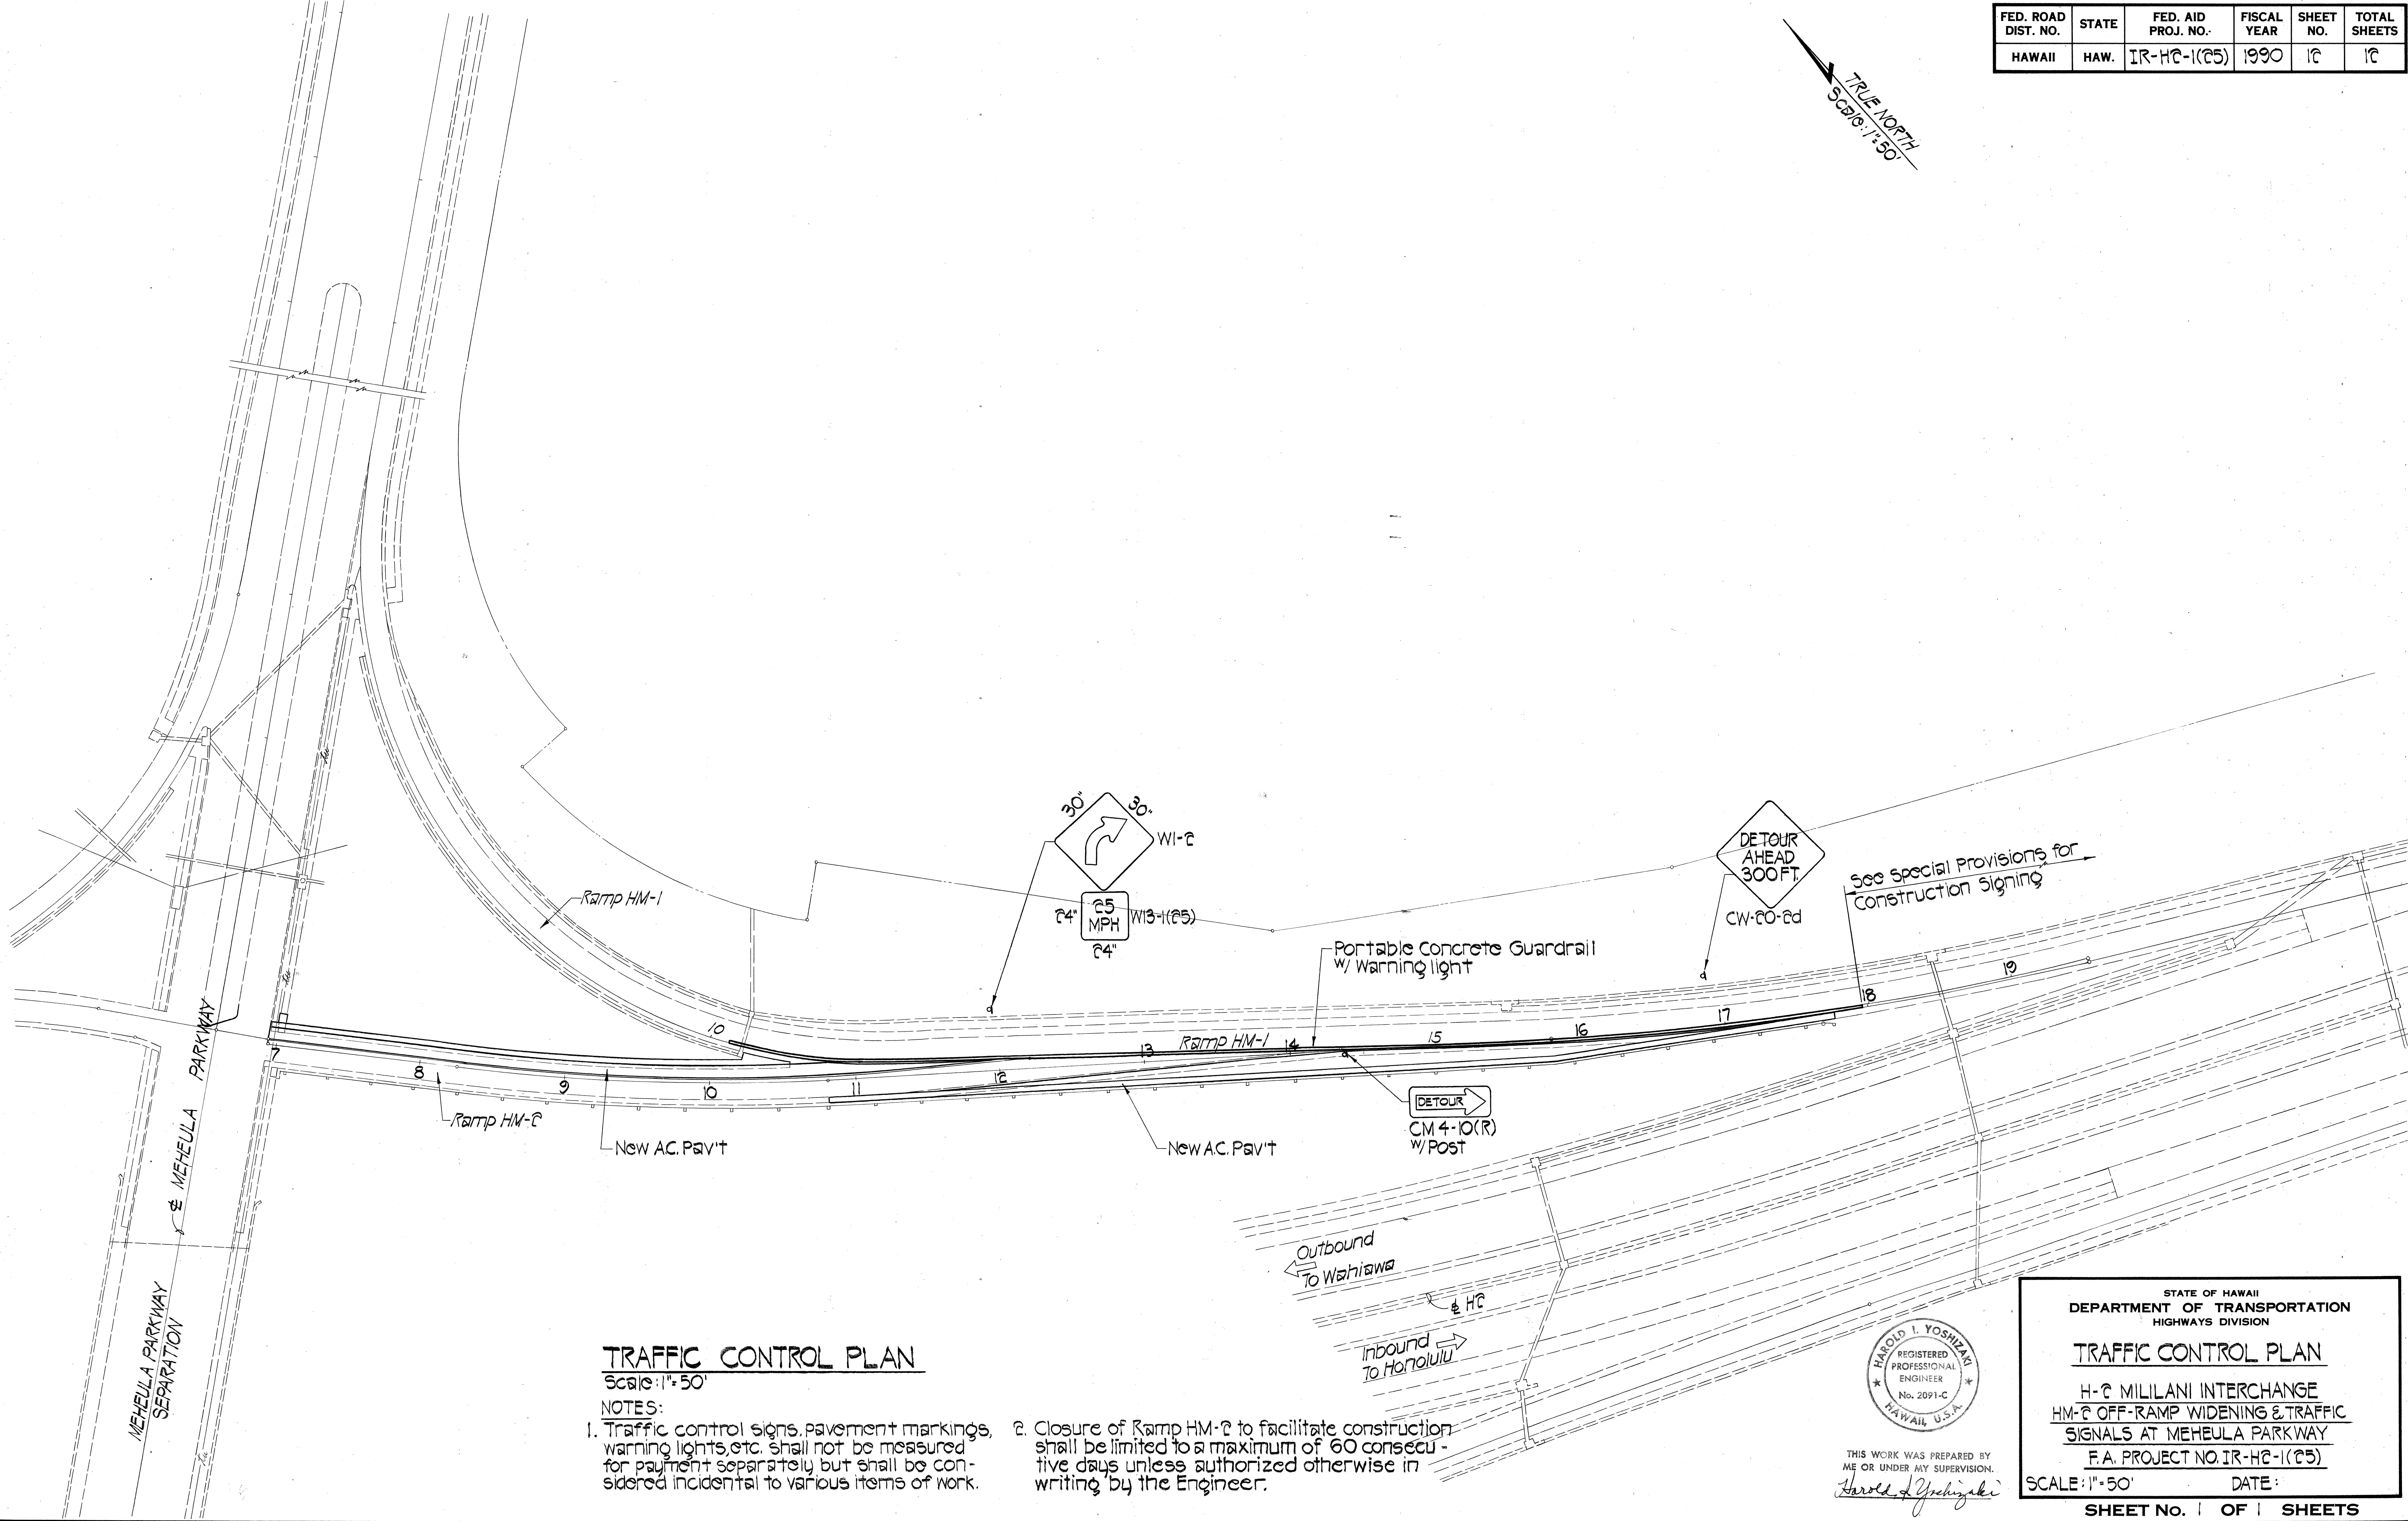 FED. ROAD DIST. NO. STATE FED. AID PROJ. NO. FISCAL YEAR SHEET NO. TOTAL SHEETS
HAWAII HAW. IR-H2-1(25) 1990 12 12
TRUE NORTH
Scale: 1"=50'
30" 30"
W1-2
25
MPH
24"
W13-1(25)
24"
DETOUR
AHEAD
300 FT.
CW-20-2d
See Special Provisions for
Construction Signing
Ramp HM-1
Portable Concrete Guardrail
w/ Warning light
10
Ramp HM-1
7
8
9
10
11
12
13
14
15
16
17
18
19
Ramp HM-2
New A.C. Pav't
New A.C. Pav't
DETOUR
CM 4-10(R)
w/ Post
℄ MEHEULA PARKWAY
MEHEULA PARKWAY
SEPARATION
Outbound
To Wahiawa
℄ H2
Inbound
To Honolulu
TRAFFIC CONTROL PLAN
Scale: 1"=50'
NOTES:
1. Traffic control signs, pavement markings,
warning lights, etc. shall not be measured
for payment separately but shall be con-
sidered incidental to various items of work.
2. Closure of Ramp HM-2 to facilitate construction
shall be limited to a maximum of 60 consecu-
tive days unless authorized otherwise in
writing by the Engineer.
HAROLD I. YOSHIZAKI
REGISTERED
PROFESSIONAL
ENGINEER
No. 2091-C
HAWAII, U.S.A.
THIS WORK WAS PREPARED BY
ME OR UNDER MY SUPERVISION.
Harold I. Yoshizaki
STATE OF HAWAII
DEPARTMENT OF TRANSPORTATION
HIGHWAYS DIVISION
TRAFFIC CONTROL PLAN
H-2 MILILANI INTERCHANGE
HM-2 OFF-RAMP WIDENING & TRAFFIC
SIGNALS AT MEHEULA PARKWAY
F.A. PROJECT NO. IR-H2-1(25)
SCALE: 1"=50' DATE:
SHEET No. 1 OF 1 SHEETS